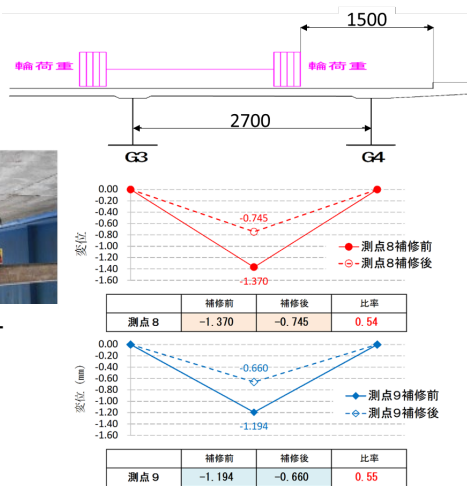 1500
輪荷重 輪荷重
2700
G3 G4
0.00
-0.20
-0.40
-0.60
-0.80
-1.00
-1.20
-1.40
-1.60
変位
-0.745
-1.370
測点8補修前
測点8補修後
補修前 補修後 比率
測点8 -1.370 -0.745 0.54
0.00
-0.20
-0.40
-0.60
-0.80
-1.00
-1.20
-1.40
-1.60
変位 (mm)
-0.660
-1.194
測点9補修前
測点9補修後
補修前 補修後 比率
測点9 -1.194 -0.660 0.55